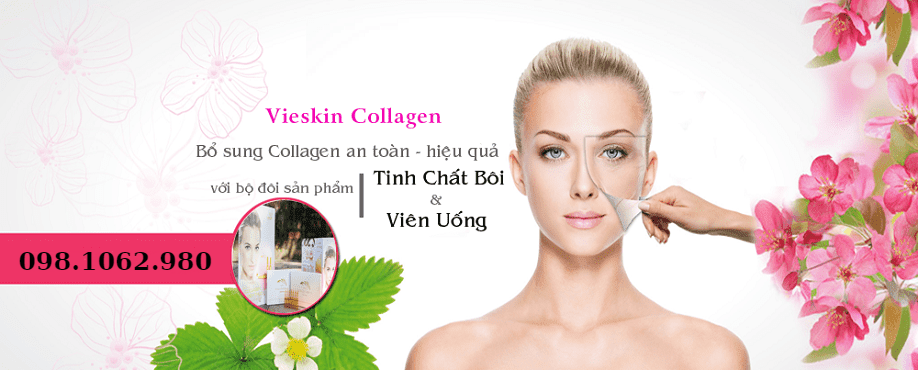 Vieskin Collagen
Bổ sung Collagen an toàn - hiệu quả
với bộ đôi sản phẩm
Tinh Chất Bôi
&
Viên Uống
098.1062.980